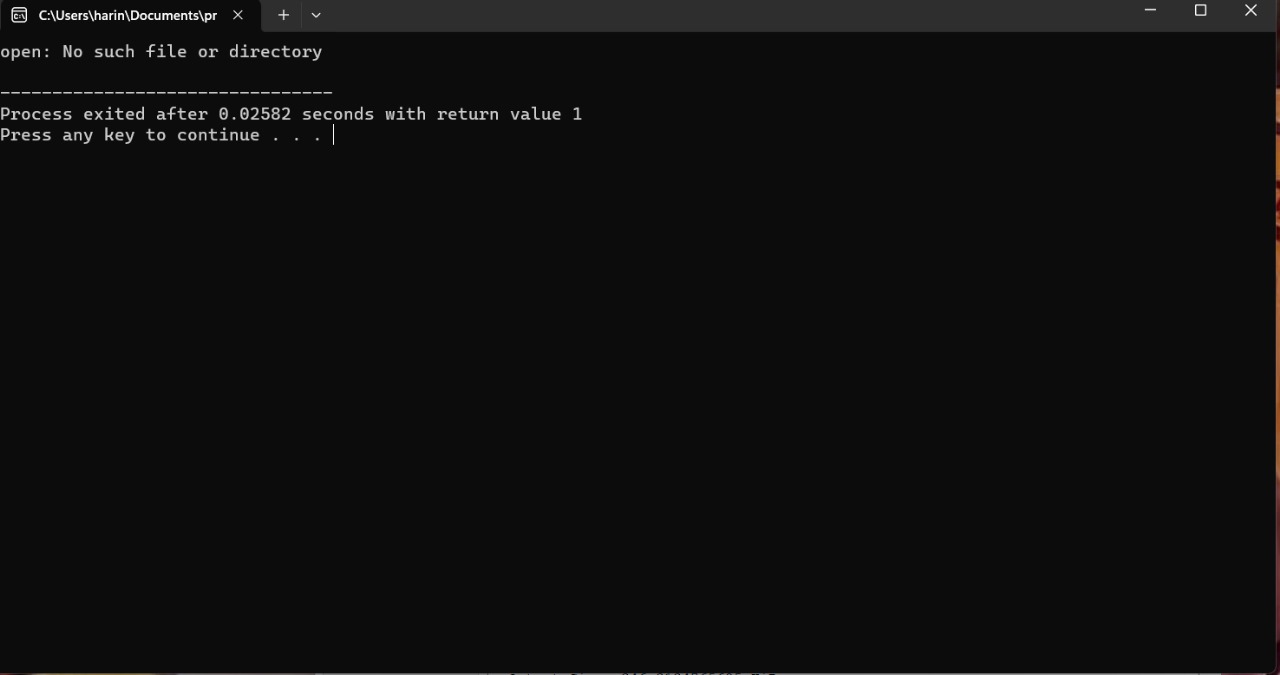 C:\Users\harin\Documents\pr
open: No such file or directory
--------------------------------
Process exited after 0.02582 seconds with return value 1
Press any key to continue . . .